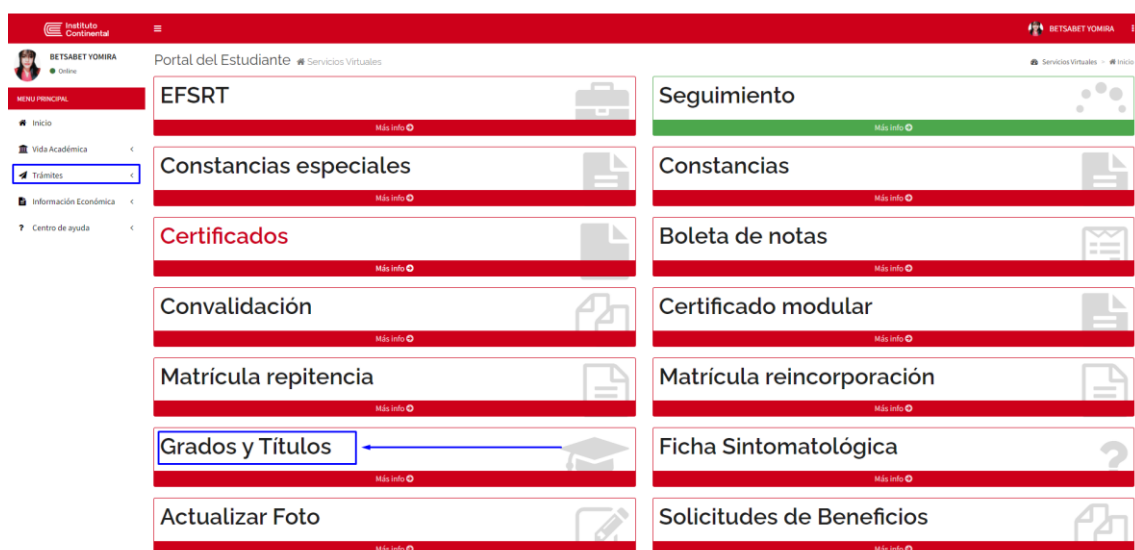 Instituto
Continental
BETSABET YOMIRA
BETSABET YOMIRA
Online
Portal del Estudiante Servicios Virtuales
Servicios Virtuales > Inicio
MENU PRINCIPAL
Inicio
Vida Académica
Trámites
Información Económica
? Centro de ayuda
EFSRT
Más info
Seguimiento
Más info
Constancias especiales
Más info
Constancias
Más info
Certificados
Más info
Boleta de notas
Más info
Convalidación
Más info
Certificado modular
Más info
Matrícula repitencia
Más info
Matrícula reincorporación
Más info
Grados y Títulos
Más info
Ficha Sintomatológica
?
Más info
Actualizar Foto
Más info
Solicitudes de Beneficios
Más info